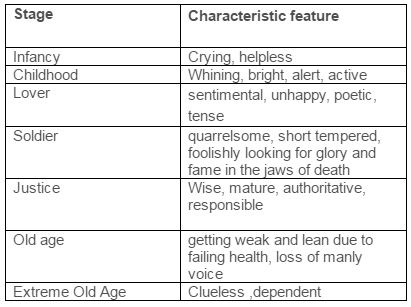 Stage Characteristic feature
Infancy Crying, helpless
Childhood Whining, bright, alert, active
Lover sentimental, unhappy, poetic,
tense
Soldier quarrelsome, short tempered,
foolishly looking for glory and
fame in the jaws of death
Justice Wise, mature, authoritative,
responsible
Old age getting weak and lean due to
failing health, loss of manly
voice
Extreme Old Age Clueless ,dependent